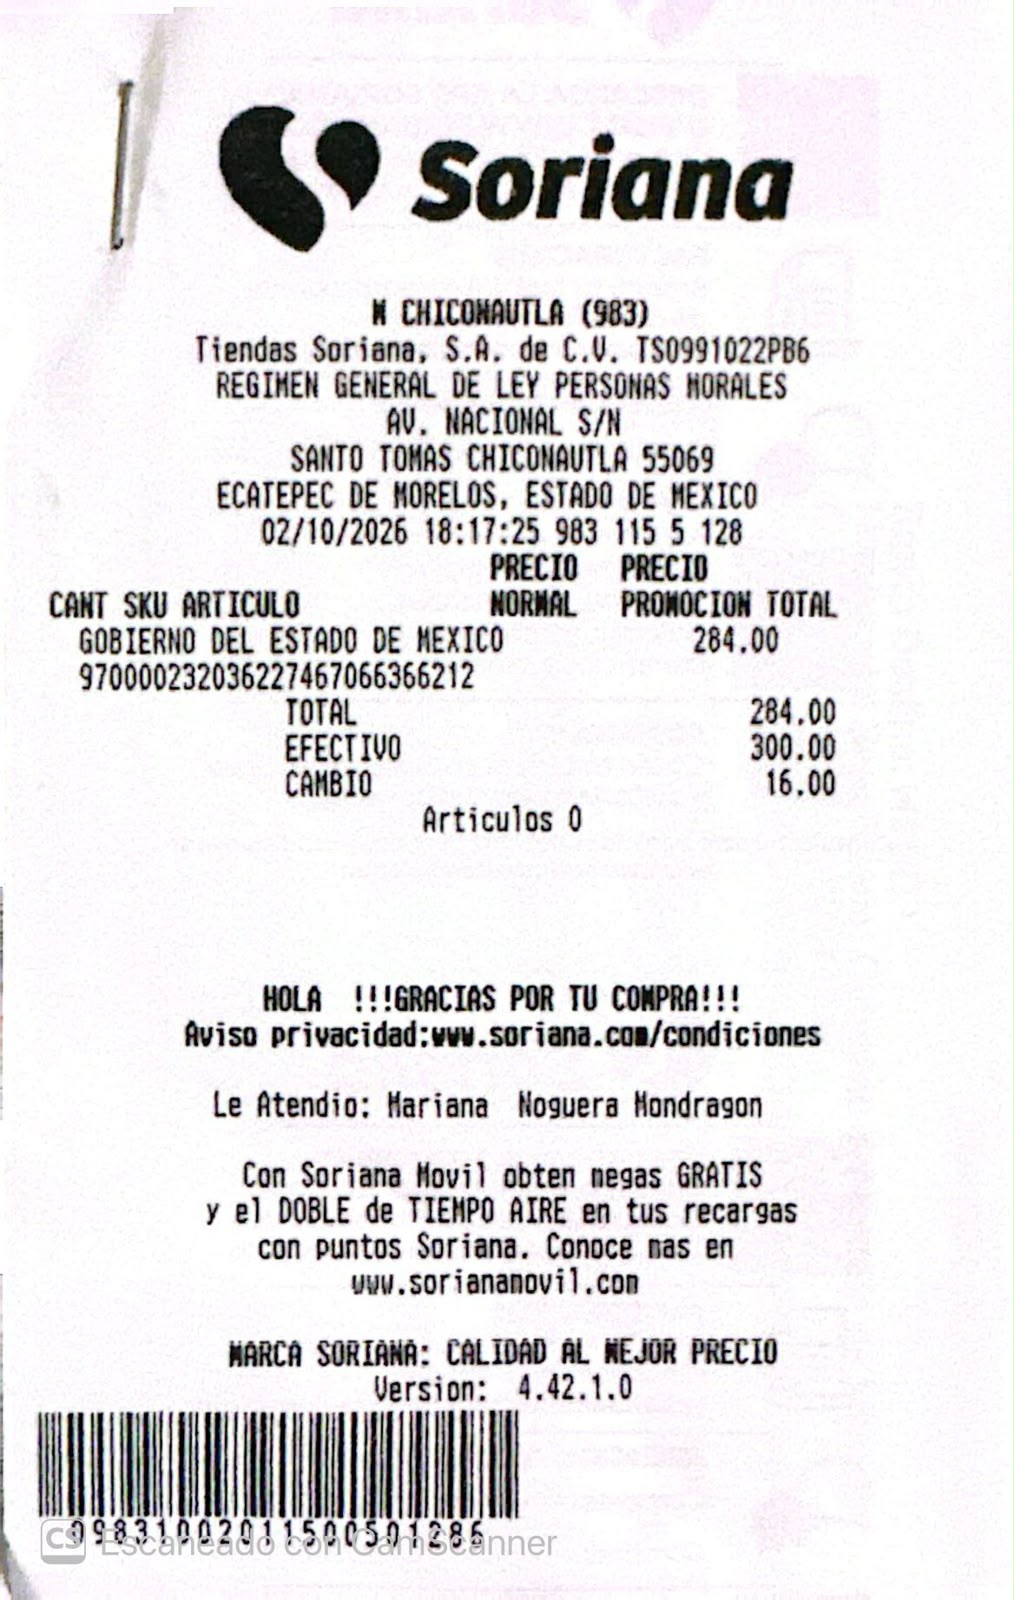 Soriana
M CHICONAUTLA (983)
Tiendas Soriana, S.A. de C.V. TSO991022PB6
REGIMEN GENERAL DE LEY PERSONAS MORALES
AV. NACIONAL S/N
SANTO TOMAS CHICONAUTLA 55069
ECATEPEC DE MORELOS, ESTADO DE MEXICO
02/10/2026 18:17:25 983 115 5 128
PRECIO PRECIO
CANT SKU ARTICULO NORMAL PROMOCION TOTAL
GOBIERNO DEL ESTADO DE MEXICO 284.00
970000232036227467066366212
TOTAL 284.00
EFECTIVO 300.00
CAMBIO 16.00
Articulos 0
HOLA !!!GRACIAS POR TU COMPRA!!!
Aviso privacidad:www.soriana.com/condiciones
Le Atendio: Mariana Noguera Mondragon
Con Soriana Movil obten megas GRATIS
y el DOBLE de TIEMPO AIRE en tus recargas
con puntos Soriana. Conoce mas en
www.sorianamovil.com
MARCA SORIANA: CALIDAD AL MEJOR PRECIO
Version: 4.42.1.0
09831002011500501286
CS Escaneado con CamScanner